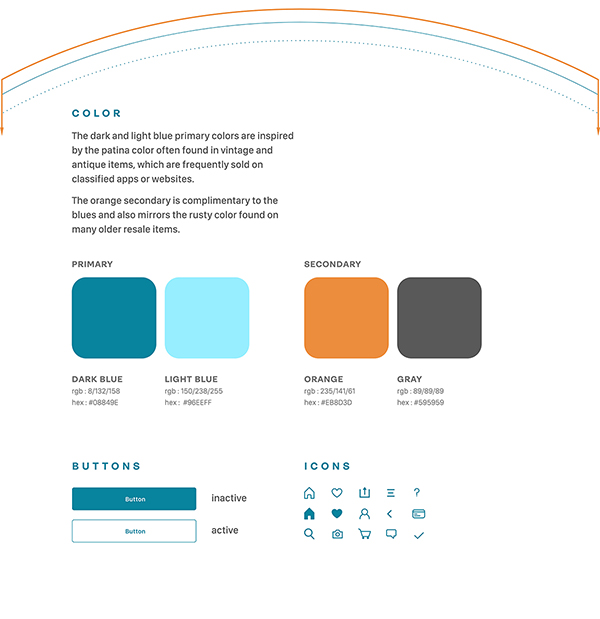 COLOR
The dark and light blue primary colors are inspired
by the patina color often found in vintage and
antique items, which are frequently sold on
classified apps or websites.
The orange secondary is complimentary to the
blues and also mirrors the rusty color found on
many older resale items.
PRIMARY
SECONDARY
DARK BLUE
rgb : 8/132/158
hex : #08849E
LIGHT BLUE
rgb : 150/238/255
hex : #96EEFF
ORANGE
rgb : 235/141/61
hex : #EB8D3D
GRAY
rgb : 89/89/89
hex : #595959
BUTTONS
Button
inactive
Button
active
ICONS